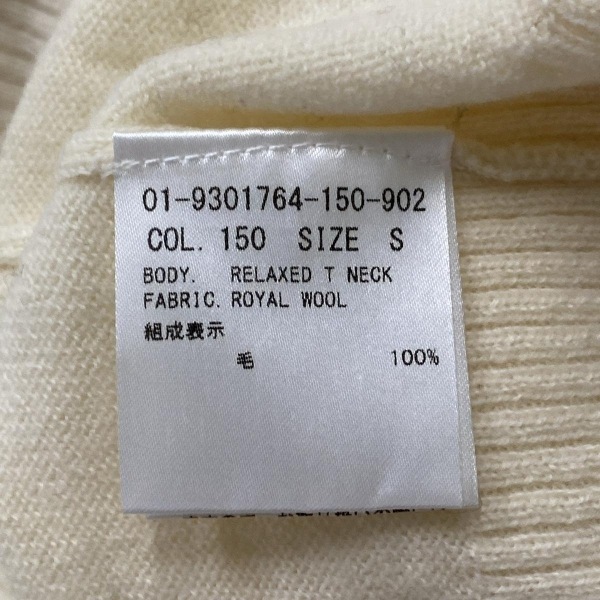 01-9301764-150-902
COL. 150 SIZE S
BODY. RELAXED T NECK
FABRIC. ROYAL WOOL
組成表示
毛 100%